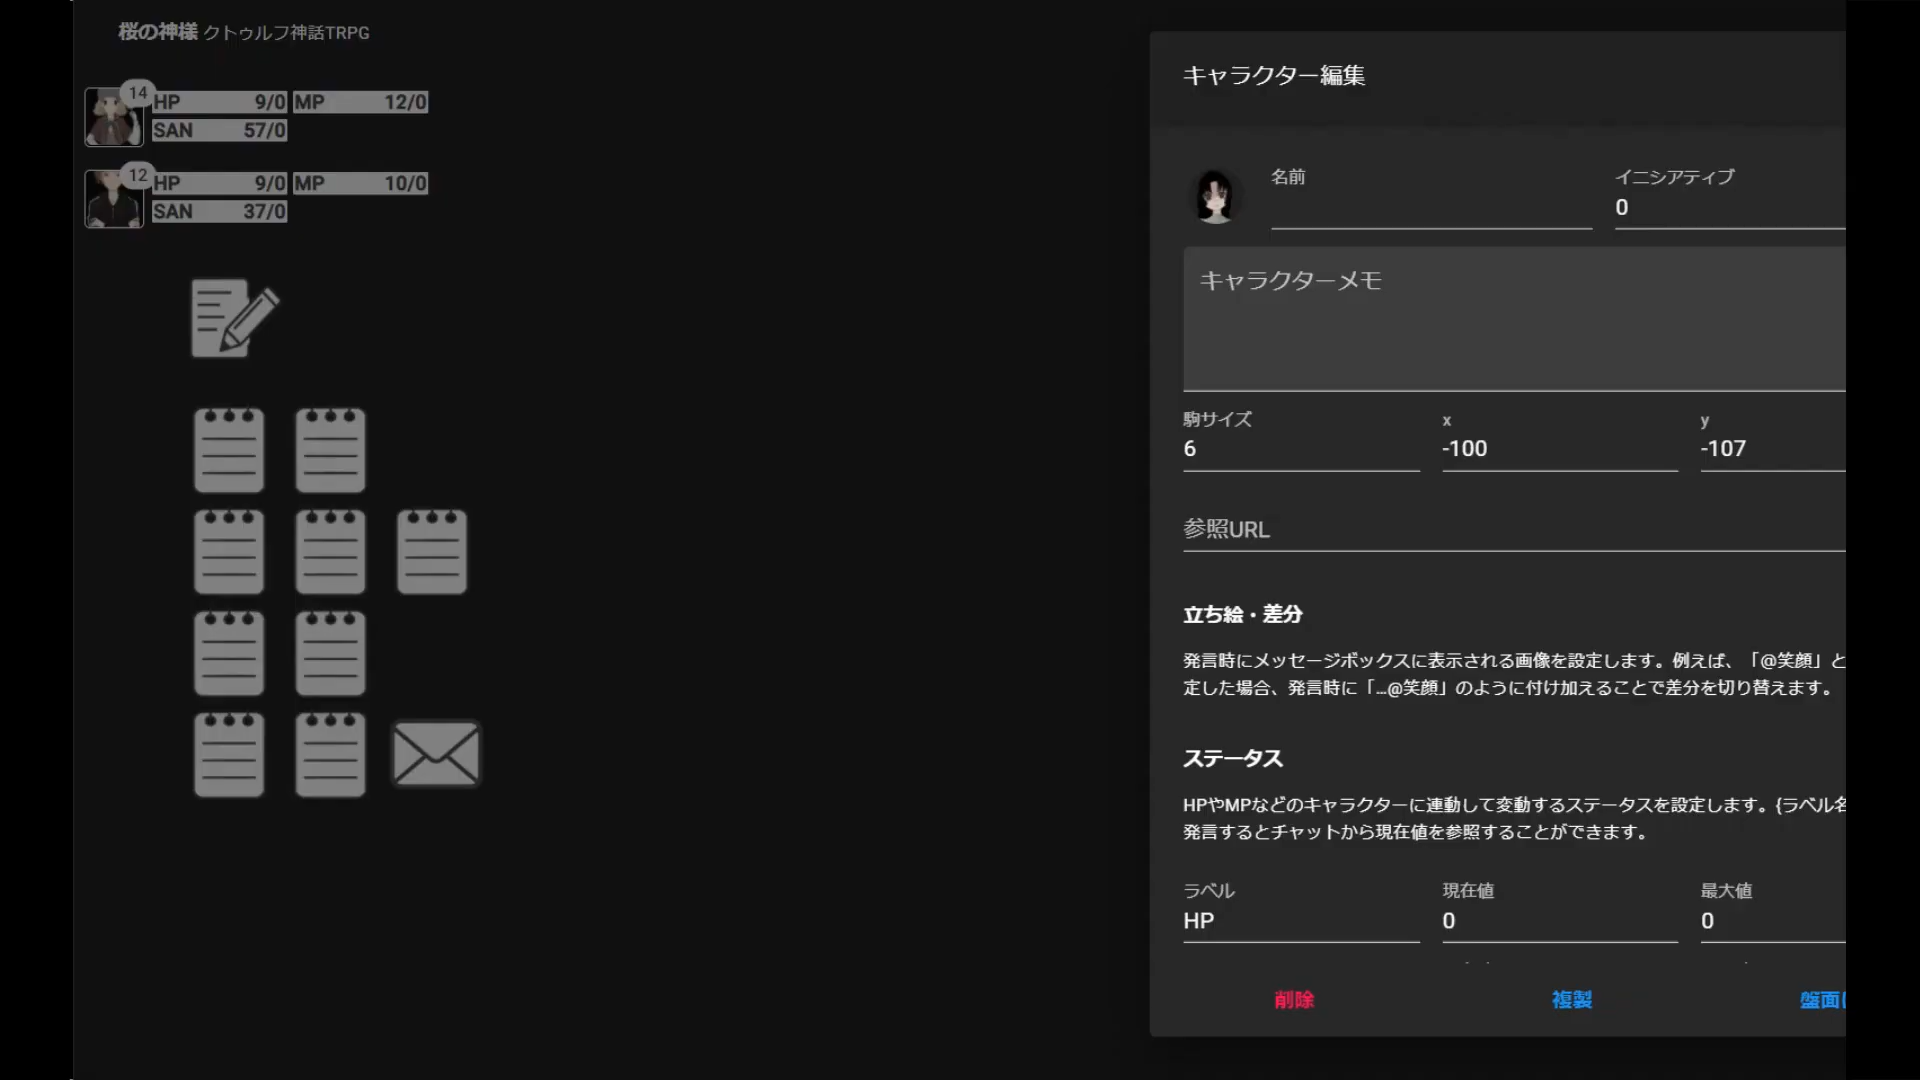 桜の神様 クトゥルフ神話TRPG
14
HP 9/0 MP 12/0
SAN 57/0
12
HP 9/0 MP 10/0
SAN 37/0
キャラクター編集
名前
イニシアティブ
0
キャラクターメモ
駒サイズ x y
6 -100 -107
参照URL
立ち絵・差分
発言時にメッセージボックスに表示される画像を設定します。例えば、「@笑顔」と
定した場合、発言時に「...@笑顔」のように付け加えることで差分を切り替えます。
ステータス
HPやMPなどのキャラクターに連動して変動するステータスを設定します。{ラベル名
発言するとチャットから現在値を参照することができます。
ラベル 現在値 最大値
HP 0 0
削除 複製 盤面